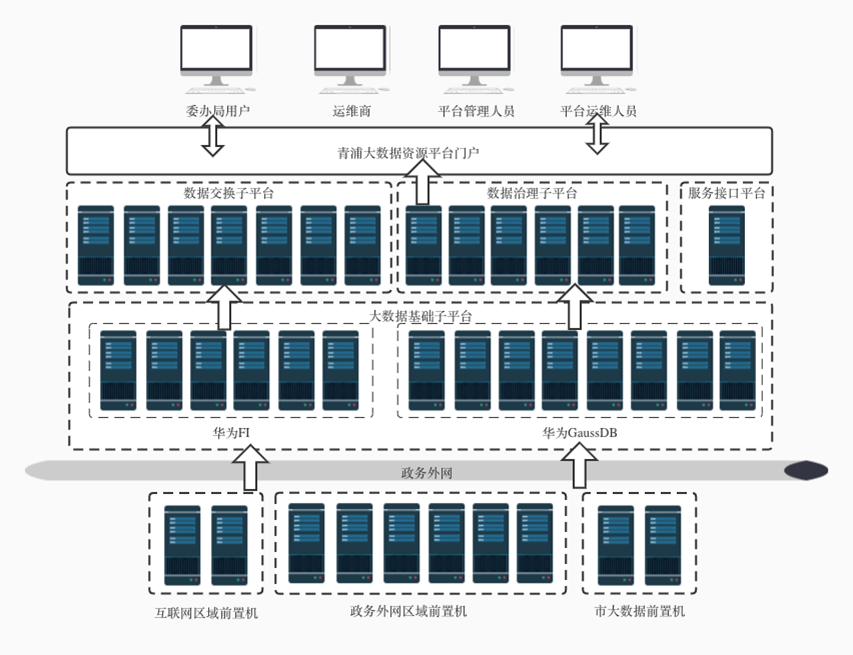 委办局用户
运维商
平台管理人员
平台运维人员
青浦大数据资源平台门户
数据交换子平台
数据治理子平台
服务接口平台
大数据基础子平台
华为FI
华为GaussDB
政务外网
互联网区域前置机
政务外网区域前置机
市大数据前置机